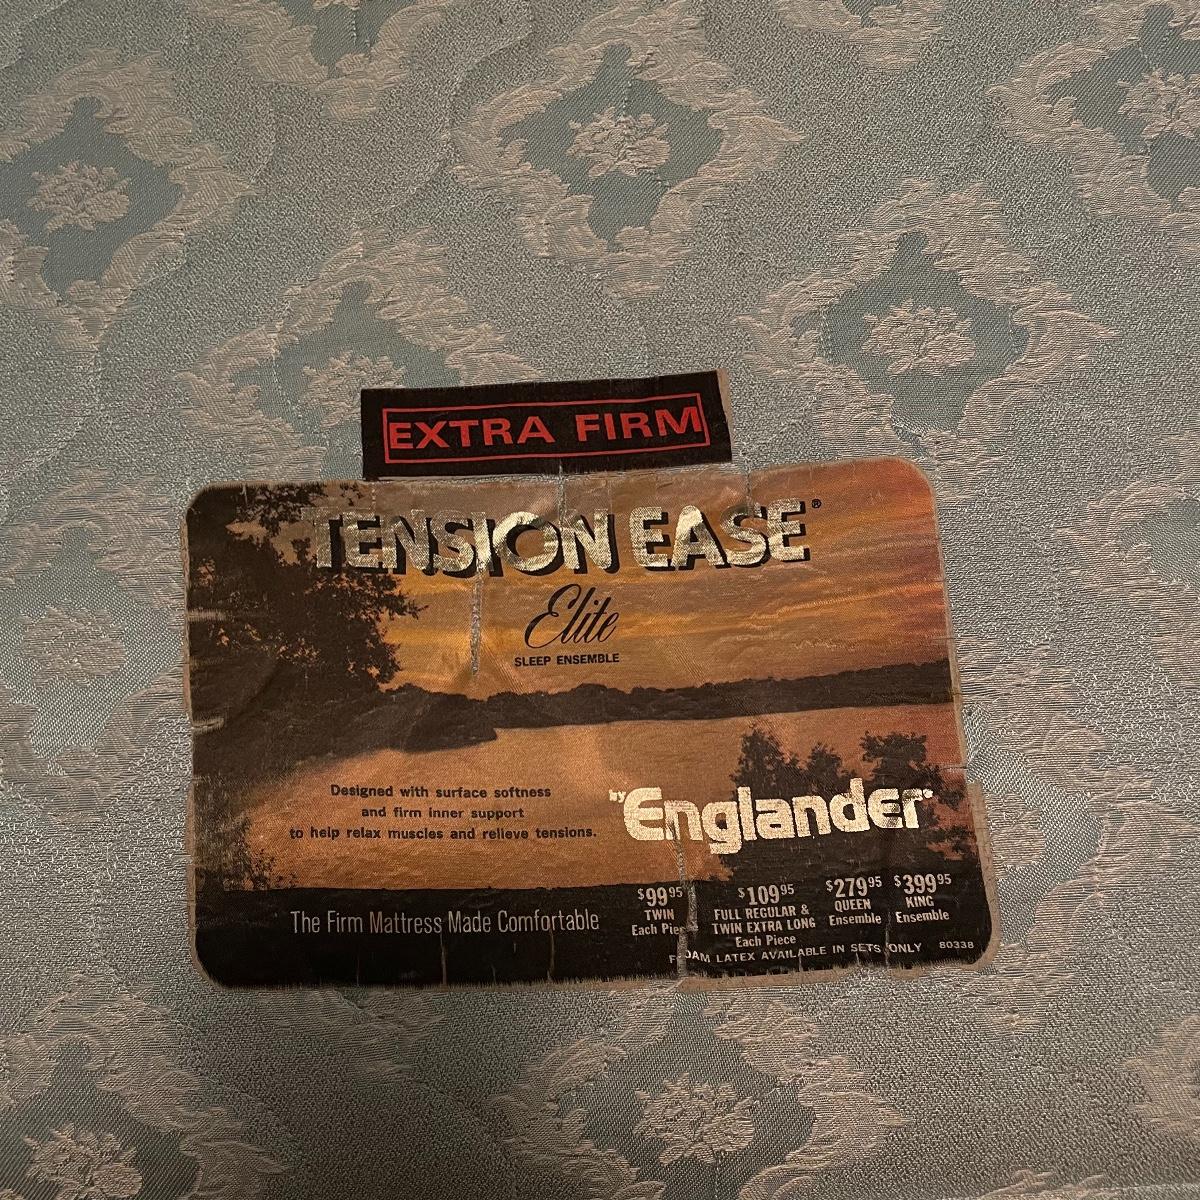 EXTRA FIRM
TENSION EASE®
Elite
SLEEP ENSEMBLE
Designed with surface softness
and firm inner support
to help relax muscles and relieve tensions.
by Englander®
The Firm Mattress Made Comfortable
$99 95
TWIN
Each Piece
$109 95
FULL REGULAR &
TWIN EXTRA LONG
Each Piece
$279 95
QUEEN
Ensemble
$399 95
KING
Ensemble
FOAM LATEX AVAILABLE IN SETS ONLY 80338